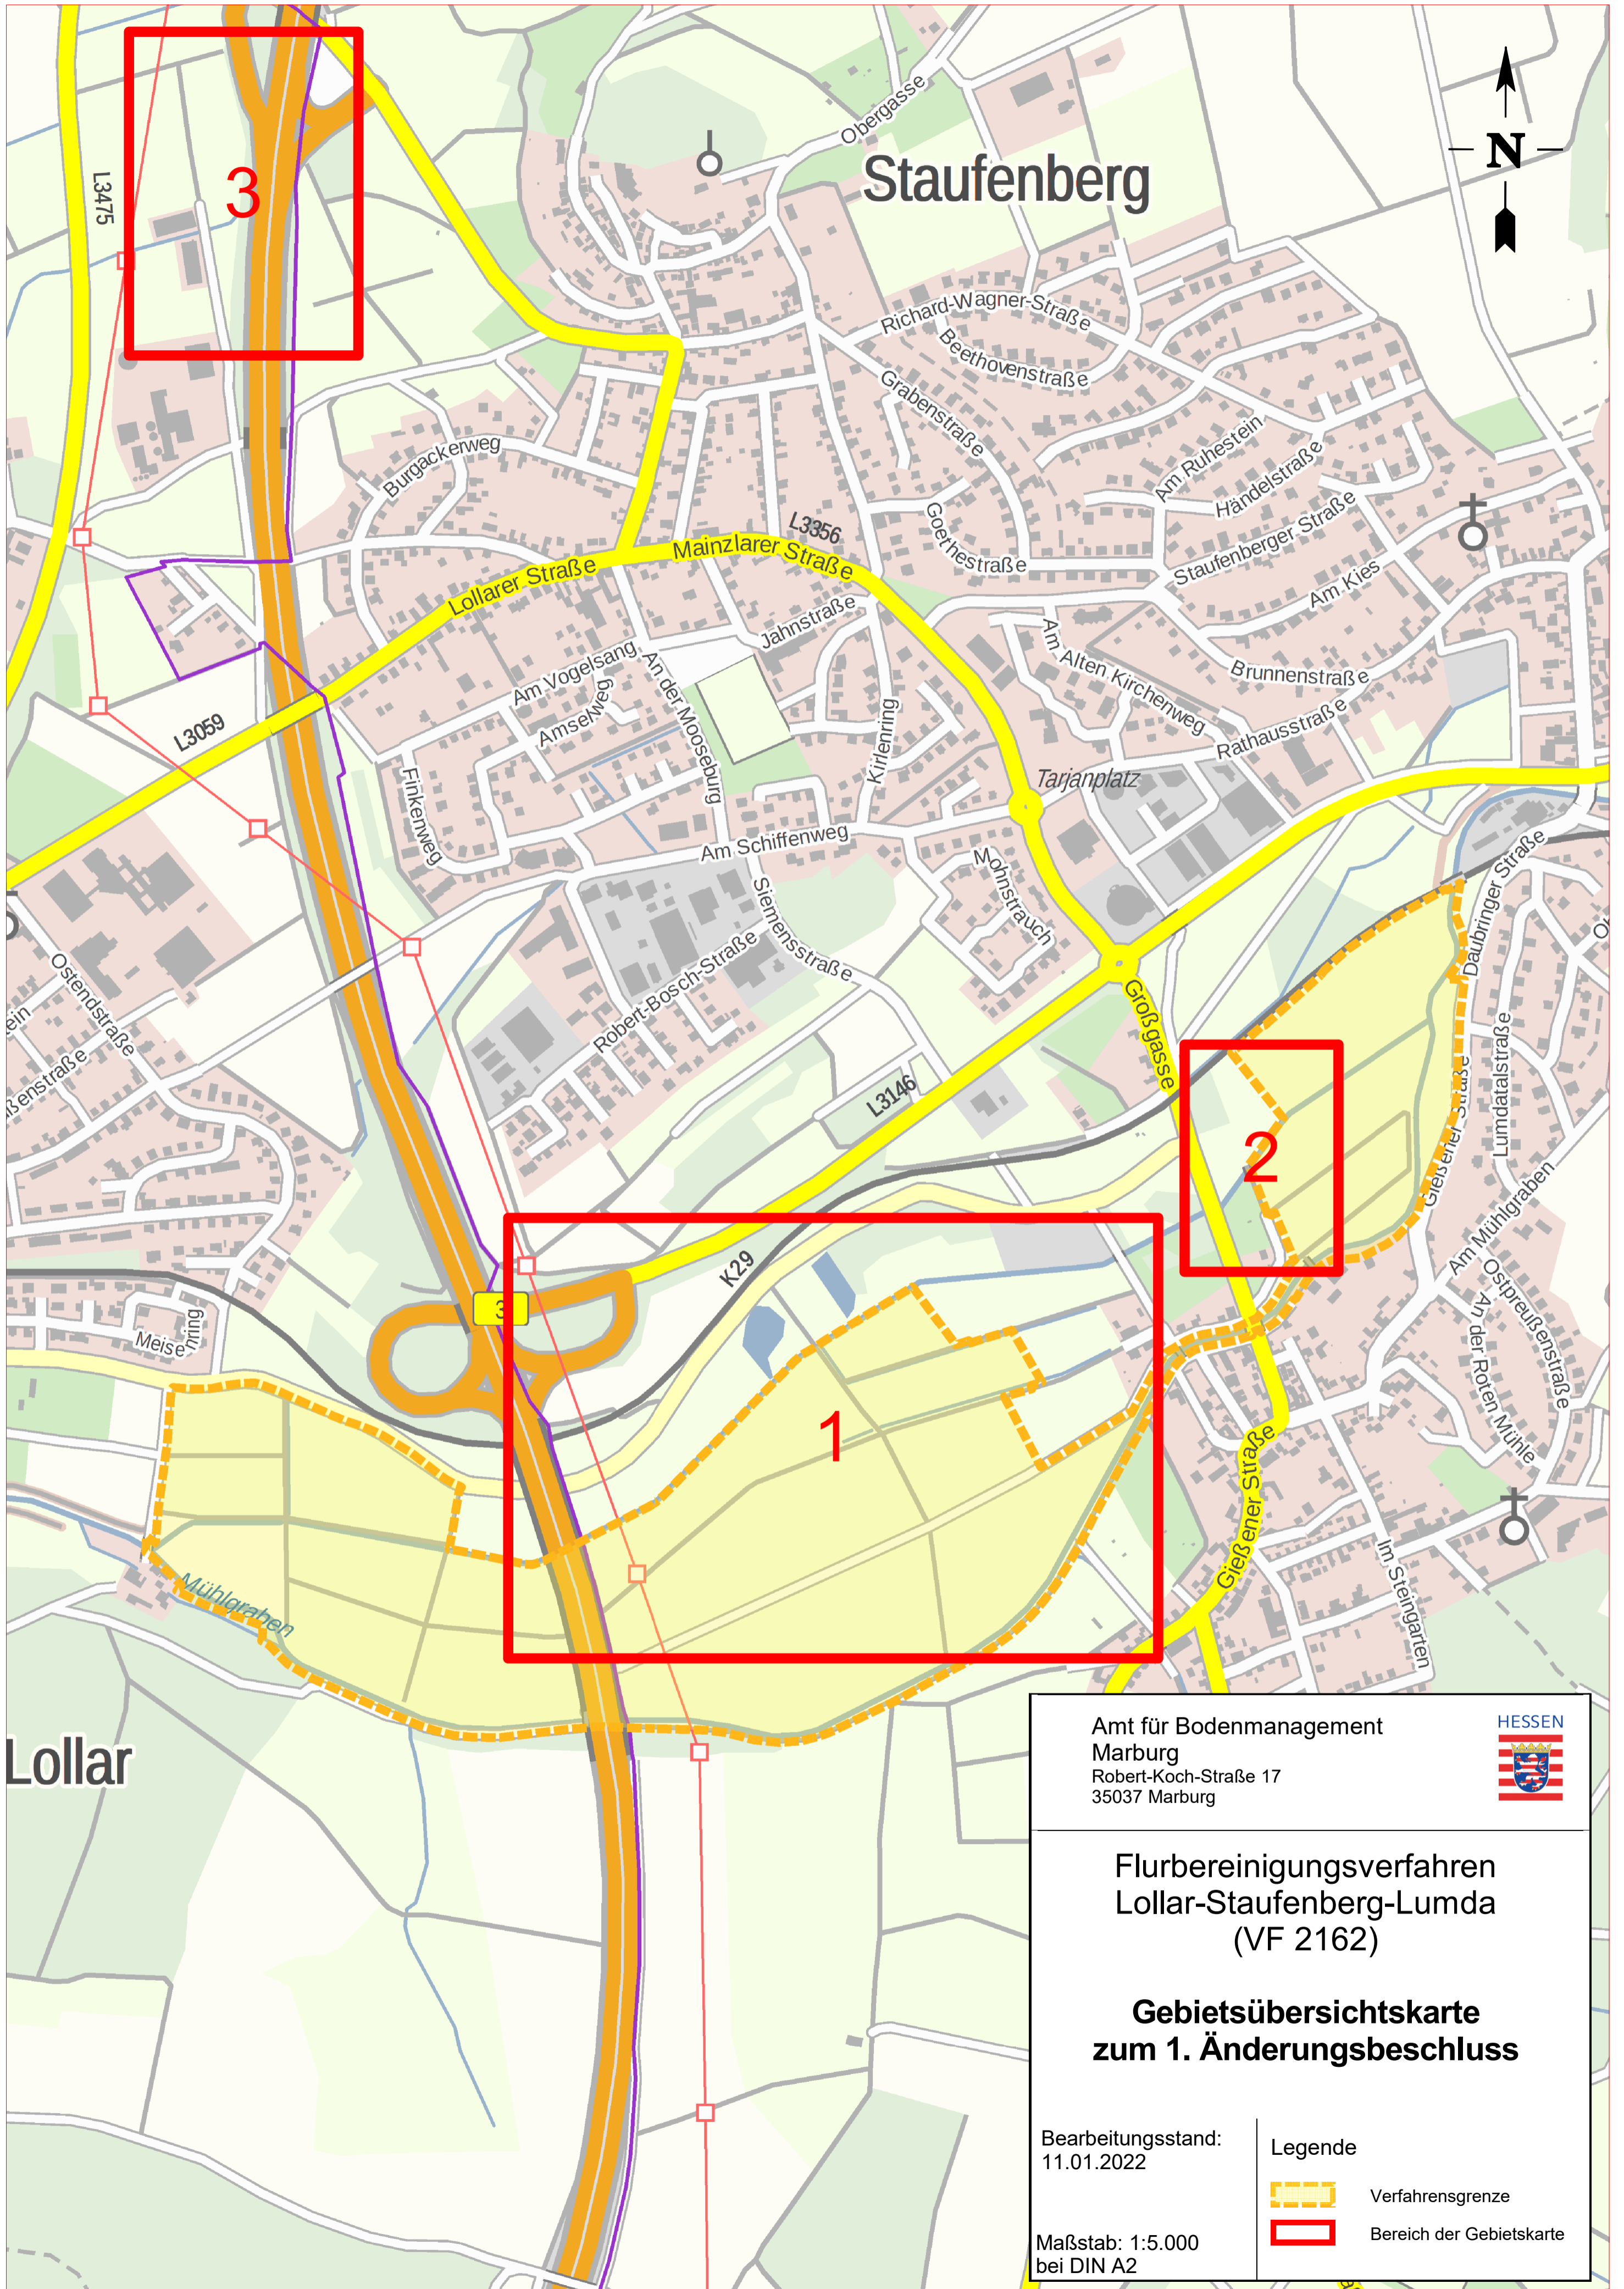 3
L3475
Obergasse
Staufenberg
N
Richard-Wagner-Straße
Beethovenstraße
Grabenstraße
Burgackerweg
Am Ruhestein
Händelstraße
Goethestraße
Staufenberger Straße
L3356
Mainzlarer Straße
Lollarer Straße
Am Kies
Jahnstraße
Am Vogelsang
An der Mooseburg
Am Alten Kirchenweg
Brunnenstraße
Amselweg
Kirlenring
Rathausstraße
L3059
Finkenweg
Tarjanplatz
Am Schiffenweg
Mohnstrauch
Siemensstraße
Daubringer Straße
Robert-Bosch-Straße
Ostendstraße
Großgasse
Lumdatalstraße
ein
ßenstraße
L3146
Gießener Straße
2
Am Mühlgraben
K29
Ostpreußenstraße
3
An der Roten Mühle
Meisenring
1
Gießener Straße
Im Steingarten
Mühlgraben
Lollar
Amt für Bodenmanagement
Marburg
Robert-Koch-Straße 17
35037 Marburg
HESSEN
Flurbereinigungsverfahren
Lollar-Staufenberg-Lumda
(VF 2162)
Gebietsübersichtskarte
zum 1. Änderungsbeschluss
Bearbeitungsstand:
11.01.2022
Legende
Verfahrensgrenze
Bereich der Gebietskarte
Maßstab: 1:5.000
bei DIN A2